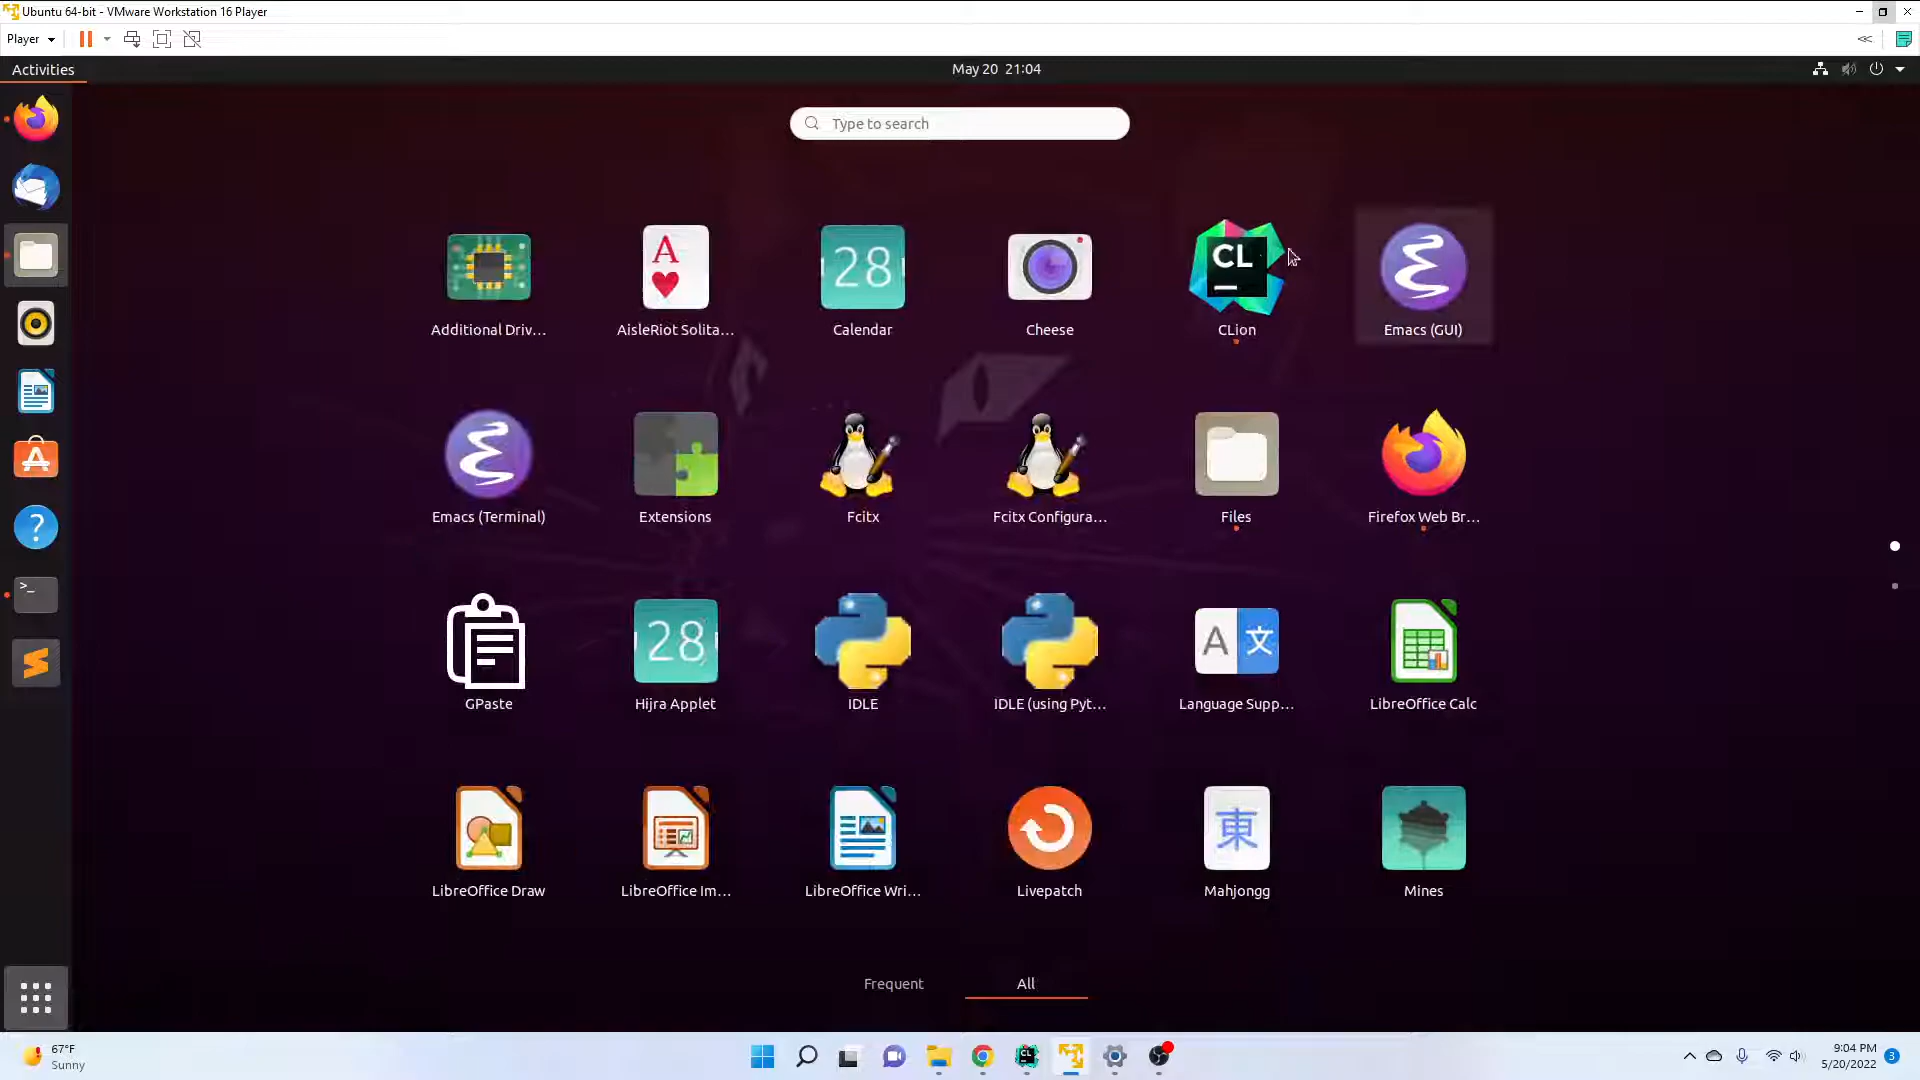 Ubuntu 64-bit - VMware Workstation 16 Player
Player
Activities
May 20 21:04
Type to search
28
A
CL
Additional Driv...
AisleRiot Solita...
Calendar
Cheese
CLion
Emacs (GUI)
Emacs (Terminal)
Extensions
Fcitx
Fcitx Configura...
Files
Firefox Web Br...
28
A 文
GPaste
Hijra Applet
IDLE
IDLE (using Pyt...
Language Supp...
LibreOffice Calc
東
LibreOffice Draw
LibreOffice Im...
LibreOffice Wri...
Livepatch
Mahjongg
Mines
Frequent
All
67°F
Sunny
CL
9:04 PM
5/20/2022
3